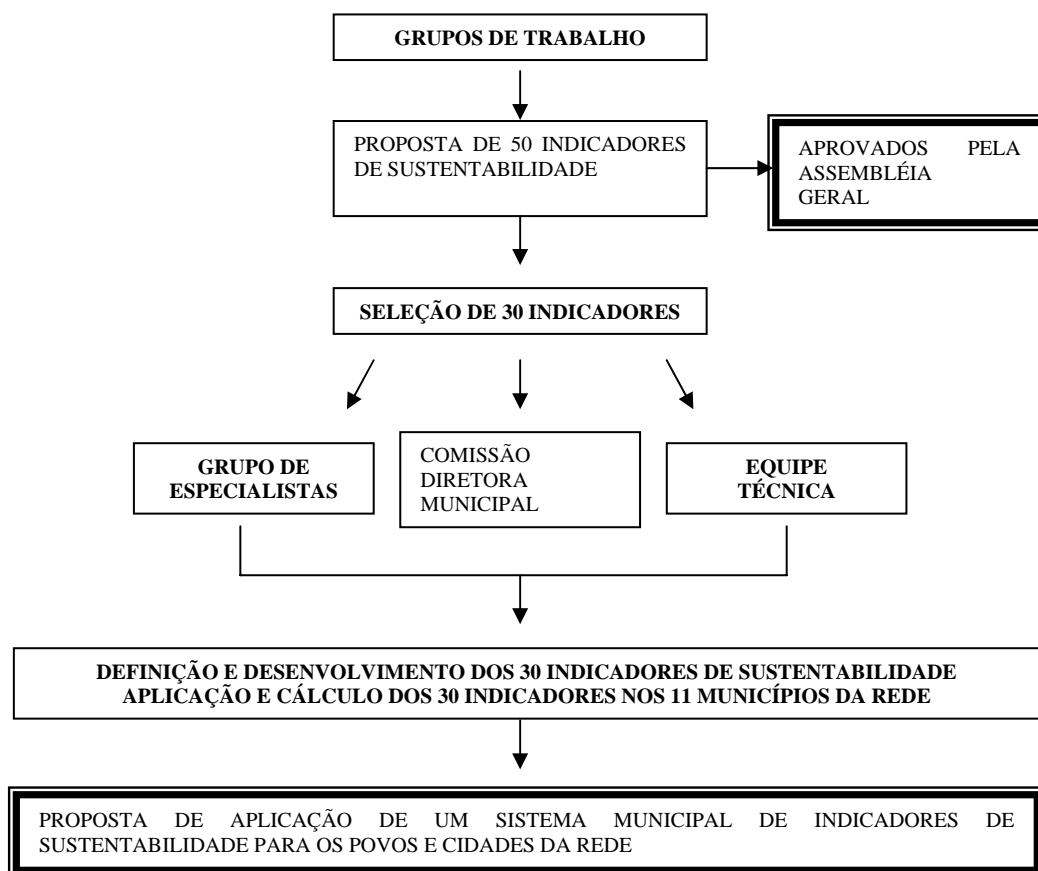 GRUPOS DE TRABALHO
PROPOSTA DE 50 INDICADORES
DE SUSTENTABILIDADE
APROVADOS PELA
ASSEMBLÉIA
GERAL
SELEÇÃO DE 30 INDICADORES
GRUPO DE
ESPECIALISTAS
COMISSÃO
DIRETORA
MUNICIPAL
EQUIPE
TÉCNICA
DEFINIÇÃO E DESENVOLVIMENTO DOS 30 INDICADORES DE SUSTENTABILIDADE
APLICAÇÃO E CÁLCULO DOS 30 INDICADORES NOS 11 MUNICÍPIOS DA REDE
PROPOSTA DE APLICAÇÃO DE UM SISTEMA MUNICIPAL DE INDICADORES DE
SUSTENTABILIDADE PARA OS POVOS E CIDADES DA REDE